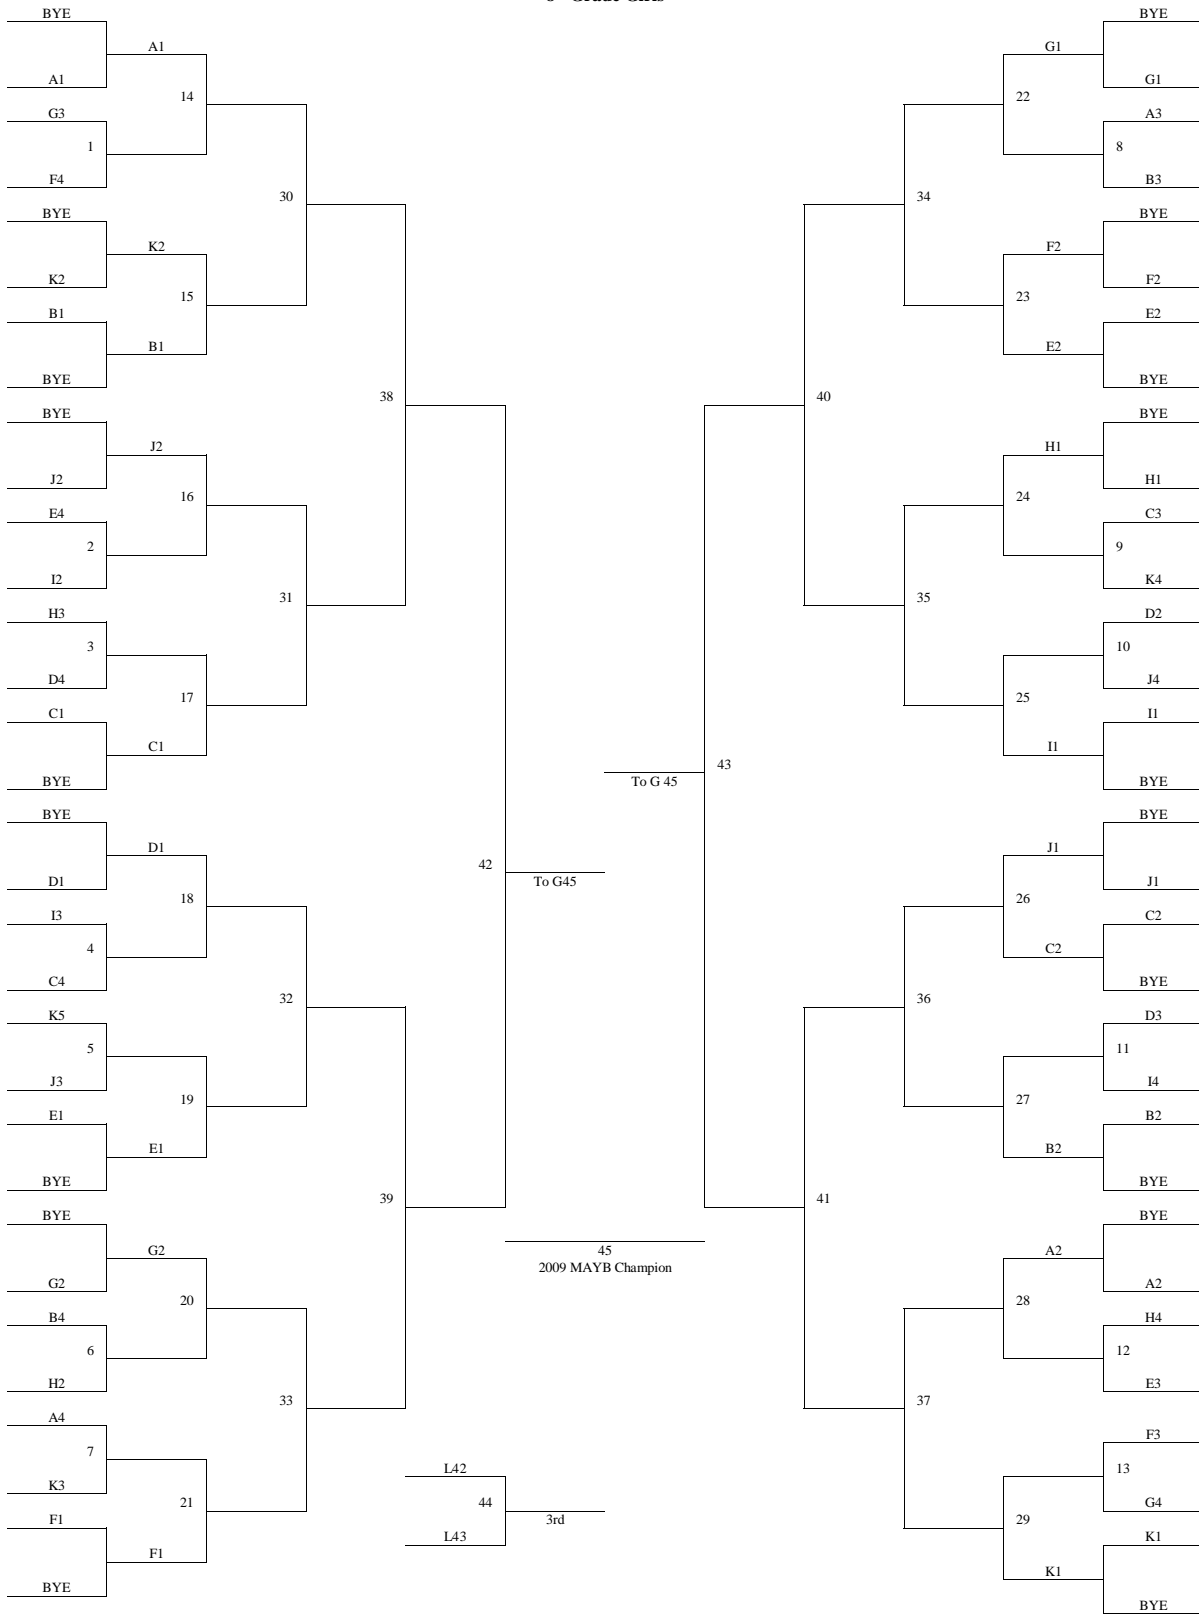 BYE
A1
A1
14
G3
1
F4
30
BYE
K2
K2
15
B1
B1
BYE
38
BYE
J2
J2
16
E4
2
I2
31
H3
3
D4
17
C1
C1
BYE
42
To G45
BYE
D1
D1
18
I3
4
C4
32
K5
5
J3
19
E1
E1
BYE
39
BYE
G2
G2
20
B4
6
H2
33
A4
7
K3
21
F1
F1
BYE
To G 45
43
45
2009 MAYB Champion
L42
44
3rd
L43
BYE
G1
G1
22
A3
8
B3
34
BYE
F2
F2
23
E2
E2
BYE
40
BYE
H1
H1
24
C3
9
K4
35
D2
10
J4
25
I1
I1
BYE
BYE
J1
J1
26
C2
C2
BYE
36
D3
11
I4
27
B2
B2
BYE
41
BYE
A2
A2
28
H4
12
E3
37
F3
13
G4
29
K1
K1
BYE